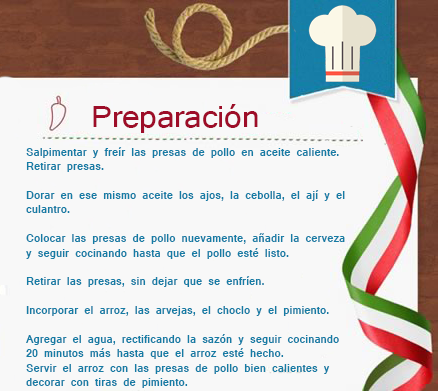 Preparación
Salpimentar y freír las presas de pollo en aceite caliente.
Retirar presas.
Dorar en ese mismo aceite los ajos, la cebolla, el ají y el
culantro.
Colocar las presas de pollo nuevamente, añadir la cerveza
y seguir cocinando hasta que el pollo esté listo.
Retirar las presas, sin dejar que se enfríen.
Incorporar el arroz, las arvejas, el choclo y el pimiento.
Agregar el agua, rectificando la sazón y seguir cocinando
20 minutos más hasta que el arroz esté hecho.
Servir el arroz con las presas de pollo bien calientes y
decorar con tiras de pimiento.